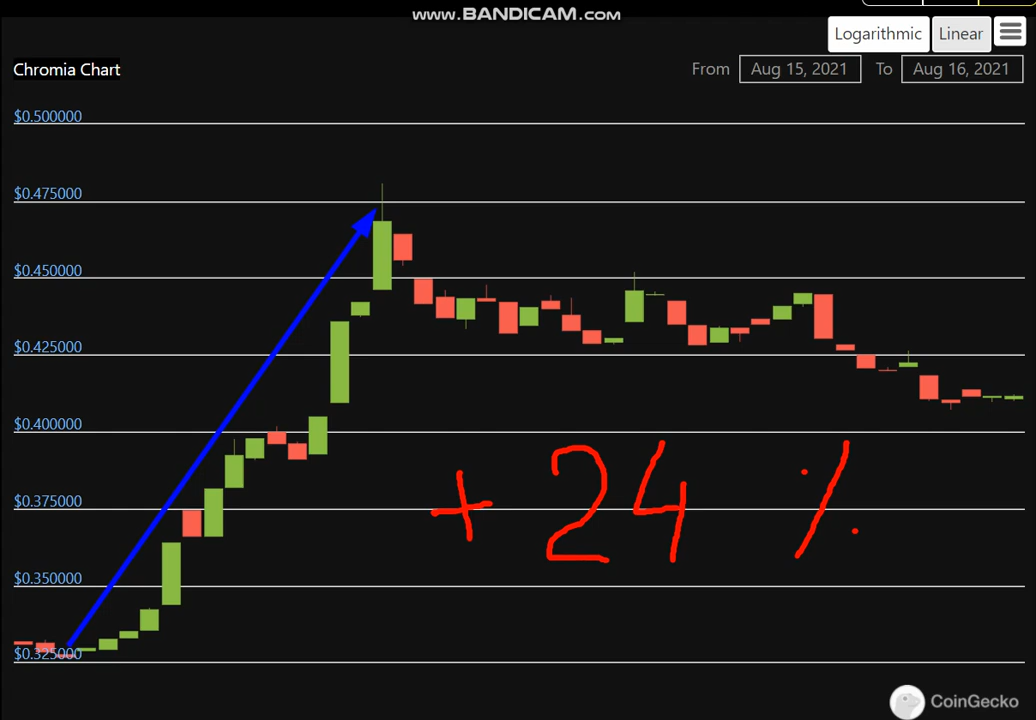 www.BANDICAM.com
Logarithmic Linear
Chromia Chart
From Aug 15, 2021 To Aug 16, 2021
$0.500000
$0.475000
$0.450000
$0.425000
$0.400000
+ 24 %
$0.375000
$0.350000
$0.325000
CoinGecko